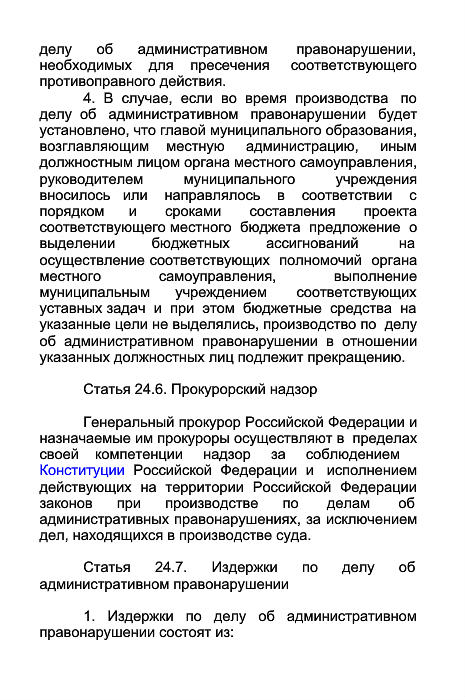 делу об административном правонарушении,
необходимых для пресечения соответствующего
противоправного действия.
4. В случае, если во время производства по
делу об административном правонарушении будет
установлено, что главой муниципального образования,
возглавляющим местную администрацию, иным
должностным лицом органа местного самоуправления,
руководителем муниципального учреждения
вносилось или направлялось в соответствии с
порядком и сроками составления проекта
соответствующего местного бюджета предложение о
выделении бюджетных ассигнований на
осуществление соответствующих полномочий органа
местного самоуправления, выполнение
муниципальным учреждением соответствующих
уставных задач и при этом бюджетные средства на
указанные цели не выделялись, производство по делу
об административном правонарушении в отношении
указанных должностных лиц подлежит прекращению.
Статья 24.6. Прокурорский надзор
Генеральный прокурор Российской Федерации и
назначаемые им прокуроры осуществляют в пределах
своей компетенции надзор за соблюдением
Конституции Российской Федерации и исполнением
действующих на территории Российской Федерации
законов при производстве по делам об
административных правонарушениях, за исключением
дел, находящихся в производстве суда.
Статья 24.7. Издержки по делу об
административном правонарушении
1. Издержки по делу об административном
правонарушении состоят из: